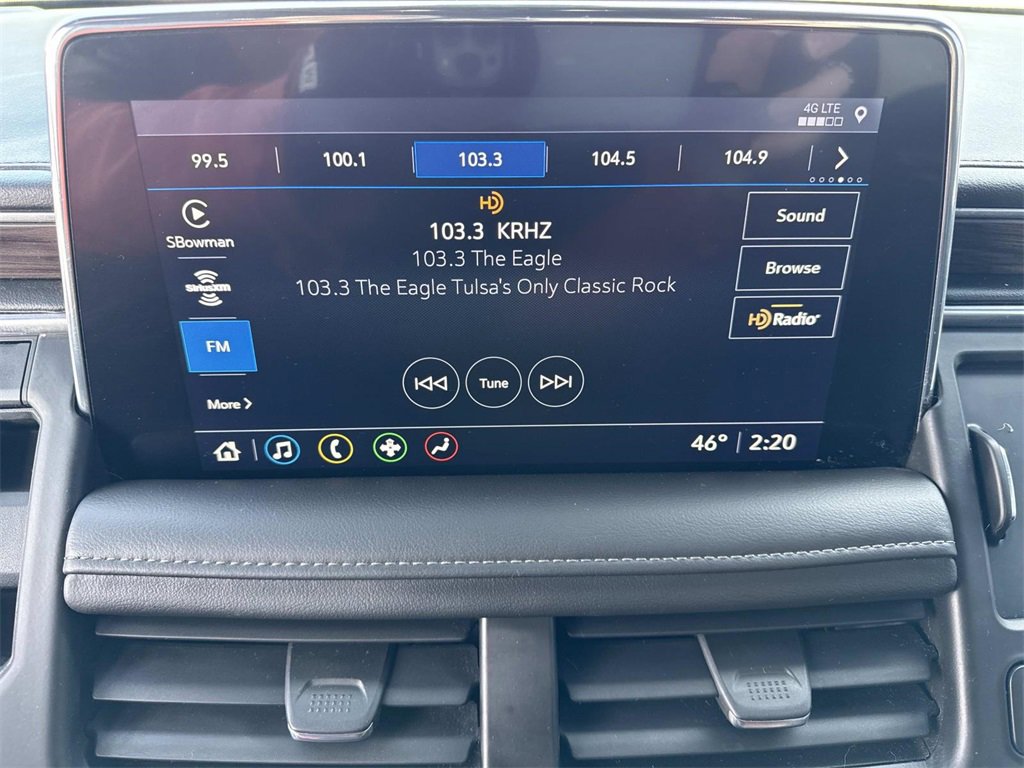 4G LTE
99.5 100.1 103.3 104.5 104.9
HD
103.3 KRHZ
103.3 The Eagle
103.3 The Eagle Tulsa's Only Classic Rock
SBowman
SiriusXM
FM
More
Sound
Browse
HD Radio
Tune
46° 2:20